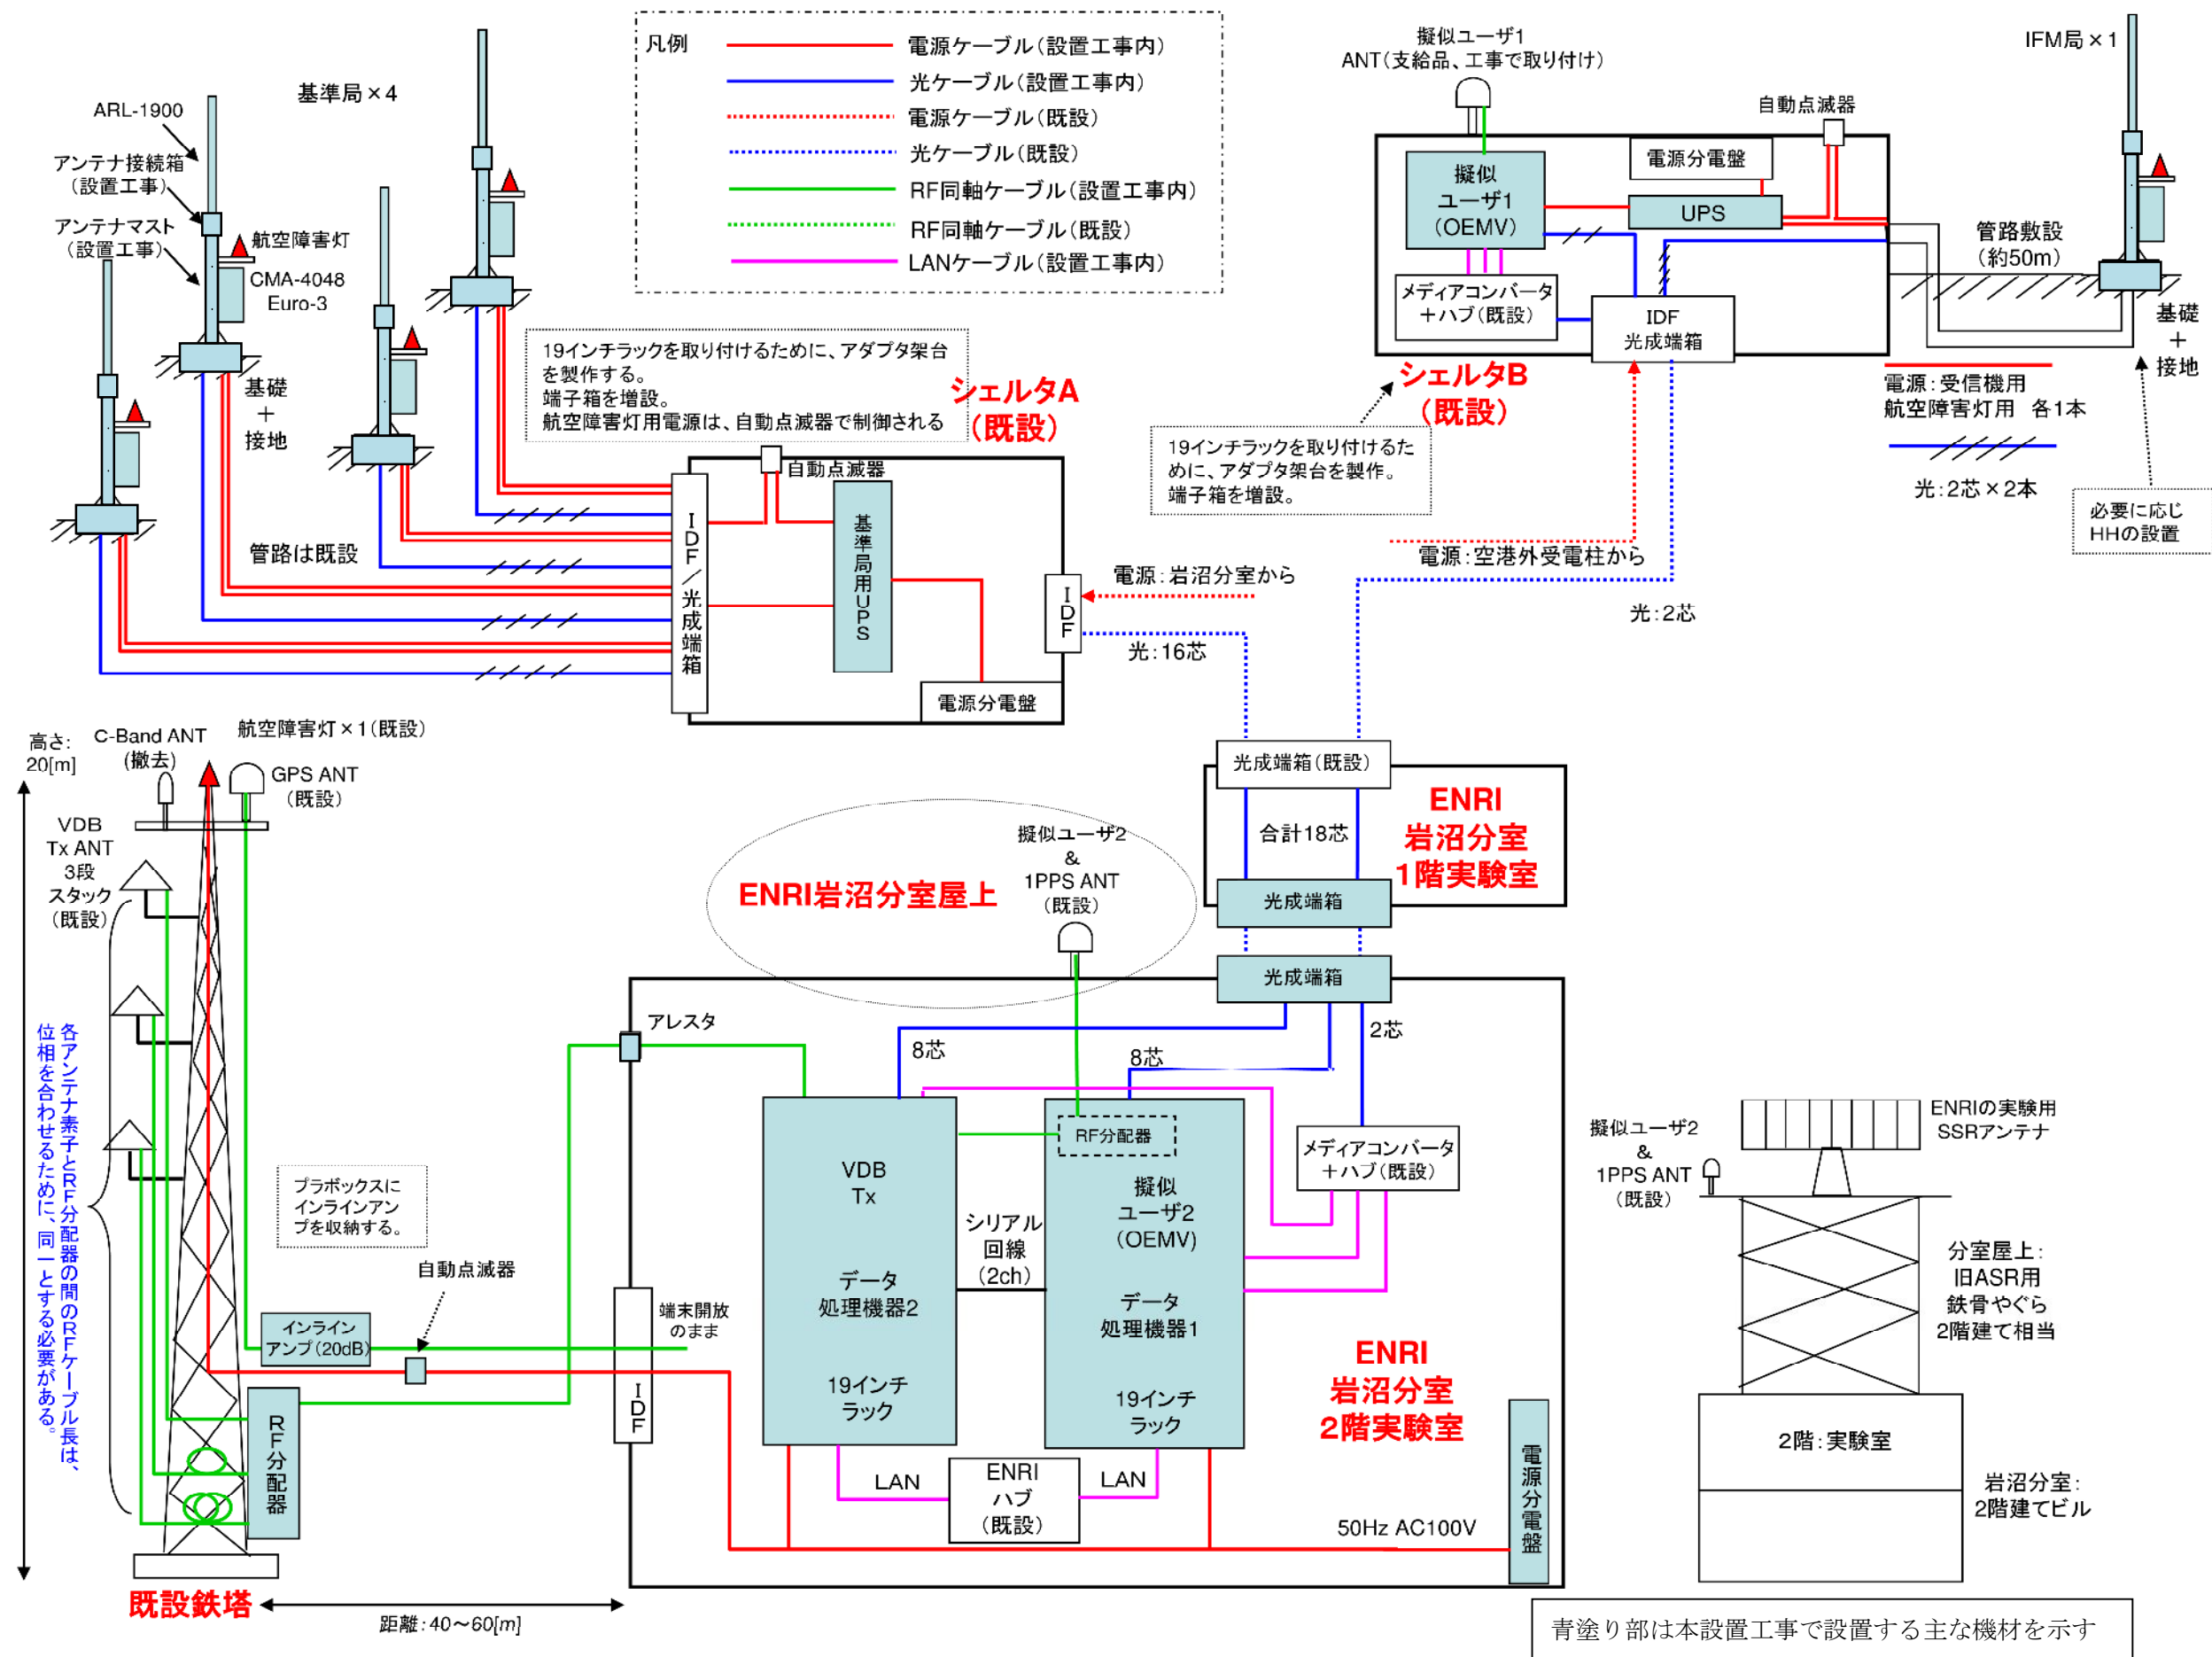 凡例
電源ケーブル(設置工事内)
光ケーブル(設置工事内)
電源ケーブル(既設)
光ケーブル(既設)
RF同軸ケーブル(設置工事内)
RF同軸ケーブル(既設)
LANケーブル(設置工事内)
基準局×4
ARL-1900
アンテナ接続箱
(設置工事)
アンテナマスト
(設置工事)
航空障害灯
CMA-4048
Euro-3
基礎
+
接地
管路は既設
19インチラックを取り付けるために、アダプタ架台
を製作する。
端子箱を増設。
航空障害灯用電源は、自動点滅器で制御される
シェルタA
(既設)
自動点滅器
IDF/光成端箱
基準局用UPS
電源分電盤
IDF
電源:岩沼分室から
光:16芯
擬似ユーザ1
ANT(支給品、工事で取り付け)
自動点滅器
IFM局×1
擬似
ユーザ1
(OEMV)
電源分電盤
UPS
メディアコンバータ
+ハブ(既設)
IDF
光成端箱
管路敷設
(約50m)
基礎
+
接地
シェルタB
(既設)
19インチラックを取り付けるた
めに、アダプタ架台を製作。
端子箱を増設。
電源:受信機用
航空障害灯用 各1本
光:2芯×2本
必要に応じ
HHの設置
電源:空港外受電柱から
光:2芯
高さ:
20[m]
C-Band ANT
(撤去)
航空障害灯×1(既設)
GPS ANT
(既設)
VDB
Tx ANT
3段
スタック
(既設)
各アンテナ素子とRF分配器の間のRFケーブル長は、
位相を合わせるために、同一とする必要がある。
プラボックスに
インラインアン
プを収納する。
自動点滅器
インライン
アンプ(20dB)
RF分配器
既設鉄塔
距離:40~60[m]
光成端箱(既設)
合計18芯
光成端箱
ENRI
岩沼分室
1階実験室
ENRI岩沼分室屋上
擬似ユーザ2
&
1PPS ANT
(既設)
光成端箱
アレスタ
8芯
8芯
2芯
VDB
Tx
データ
処理機器2
19インチ
ラック
シリアル
回線
(2ch)
RF分配器
擬似
ユーザ2
(OEMV)
データ
処理機器1
19インチ
ラック
メディアコンバータ
+ハブ(既設)
端末開放
のまま
IDF
ENRI
岩沼分室
2階実験室
LAN
ENRI
ハブ
(既設)
LAN
50Hz AC100V
電源分電盤
擬似ユーザ2
&
1PPS ANT
(既設)
ENRIの実験用
SSRアンテナ
分室屋上:
旧ASR用
鉄骨やぐら
2階建て相当
2階:実験室
岩沼分室:
2階建てビル
青塗り部は本設置工事で設置する主な機材を示す